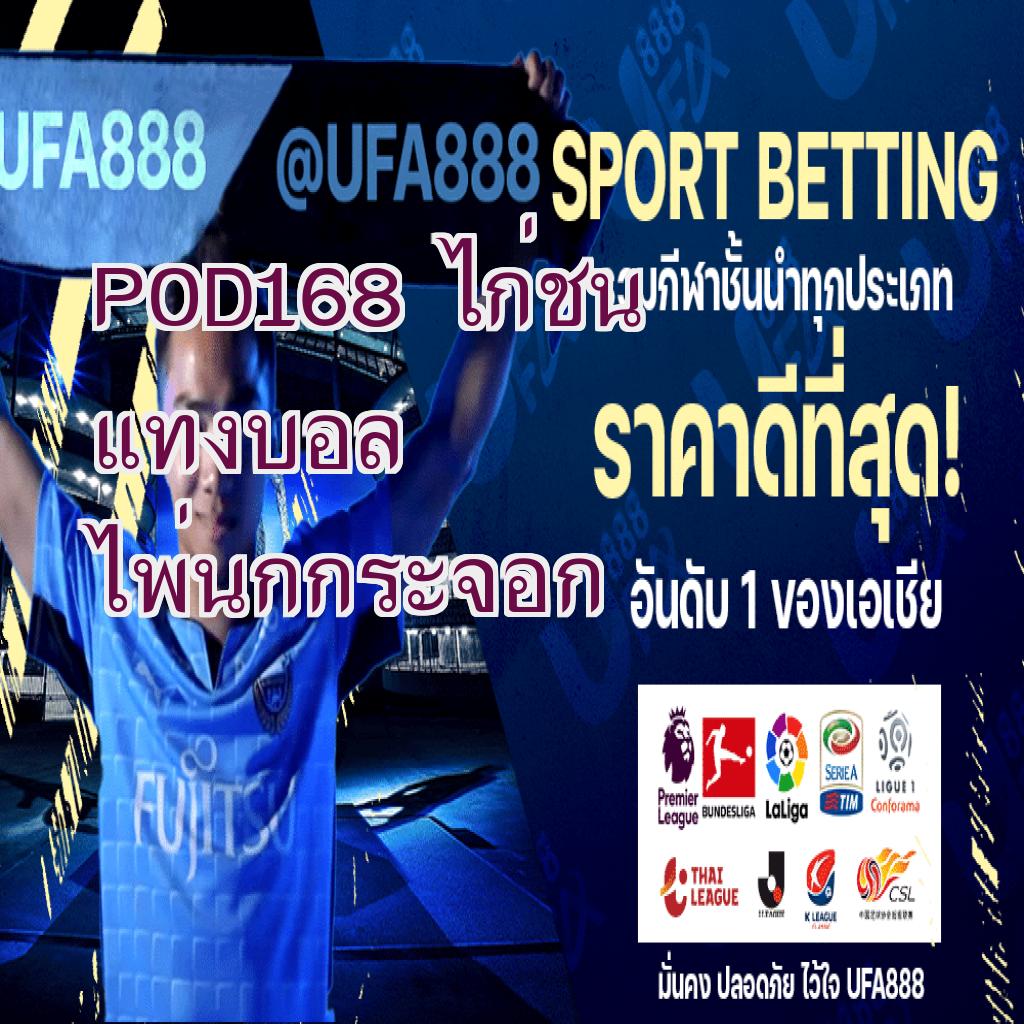 UFA888
@UFA888
SPORT BETTING
POD168 ไก่ชน
กีฬาชั้นนำทุกประเภท
แทงบอล
ราคาดีที่สุด!
ไพ่นกกระจอก
อันดับ 1 ของเอเชีย
FUJITSU
Premier League
BUNDESLIGA
LaLiga
SERIE A
TIM
LIGUE 1
Conforama
THAI LEAGUE
J.LEAGUE
K LEAGUE
CSL
มั่นคง ปลอดภัย ไว้ใจ UFA888